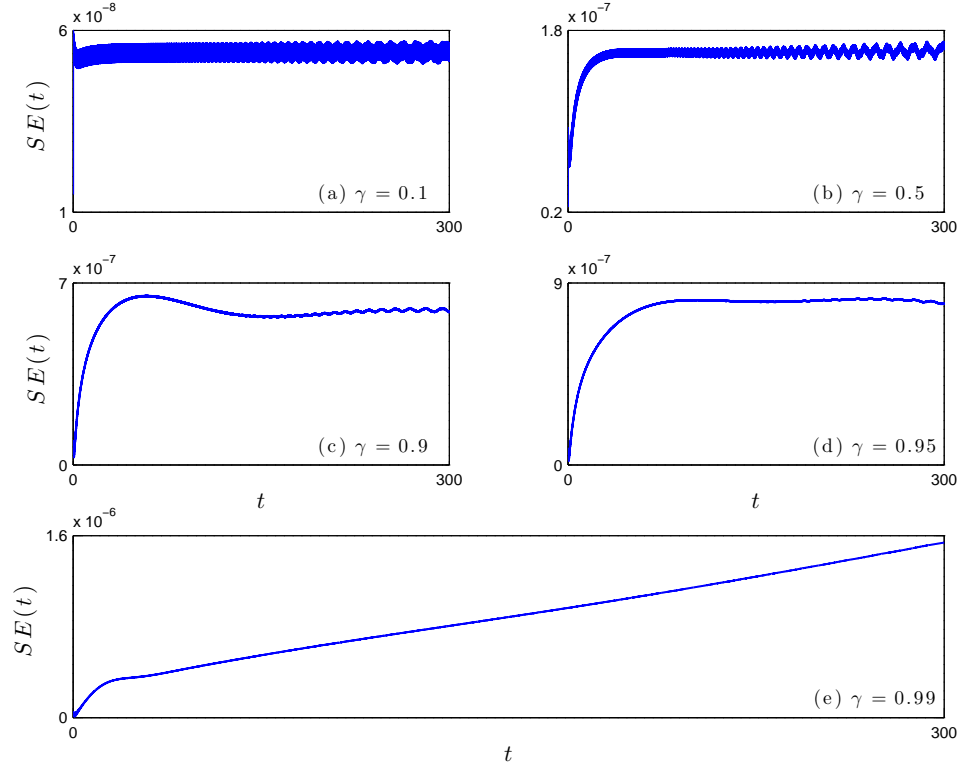 x 10⁻⁸
6
SE(t)
(a) γ = 0.1
1
0
300
x 10⁻⁷
1.8
(b) γ = 0.5
0.2
0
300
x 10⁻⁷
7
SE(t)
(c) γ = 0.9
0
0
300
t
x 10⁻⁷
9
(d) γ = 0.95
0
0
300
t
x 10⁻⁶
1.6
SE(t)
(e) γ = 0.99
0
0
300
t